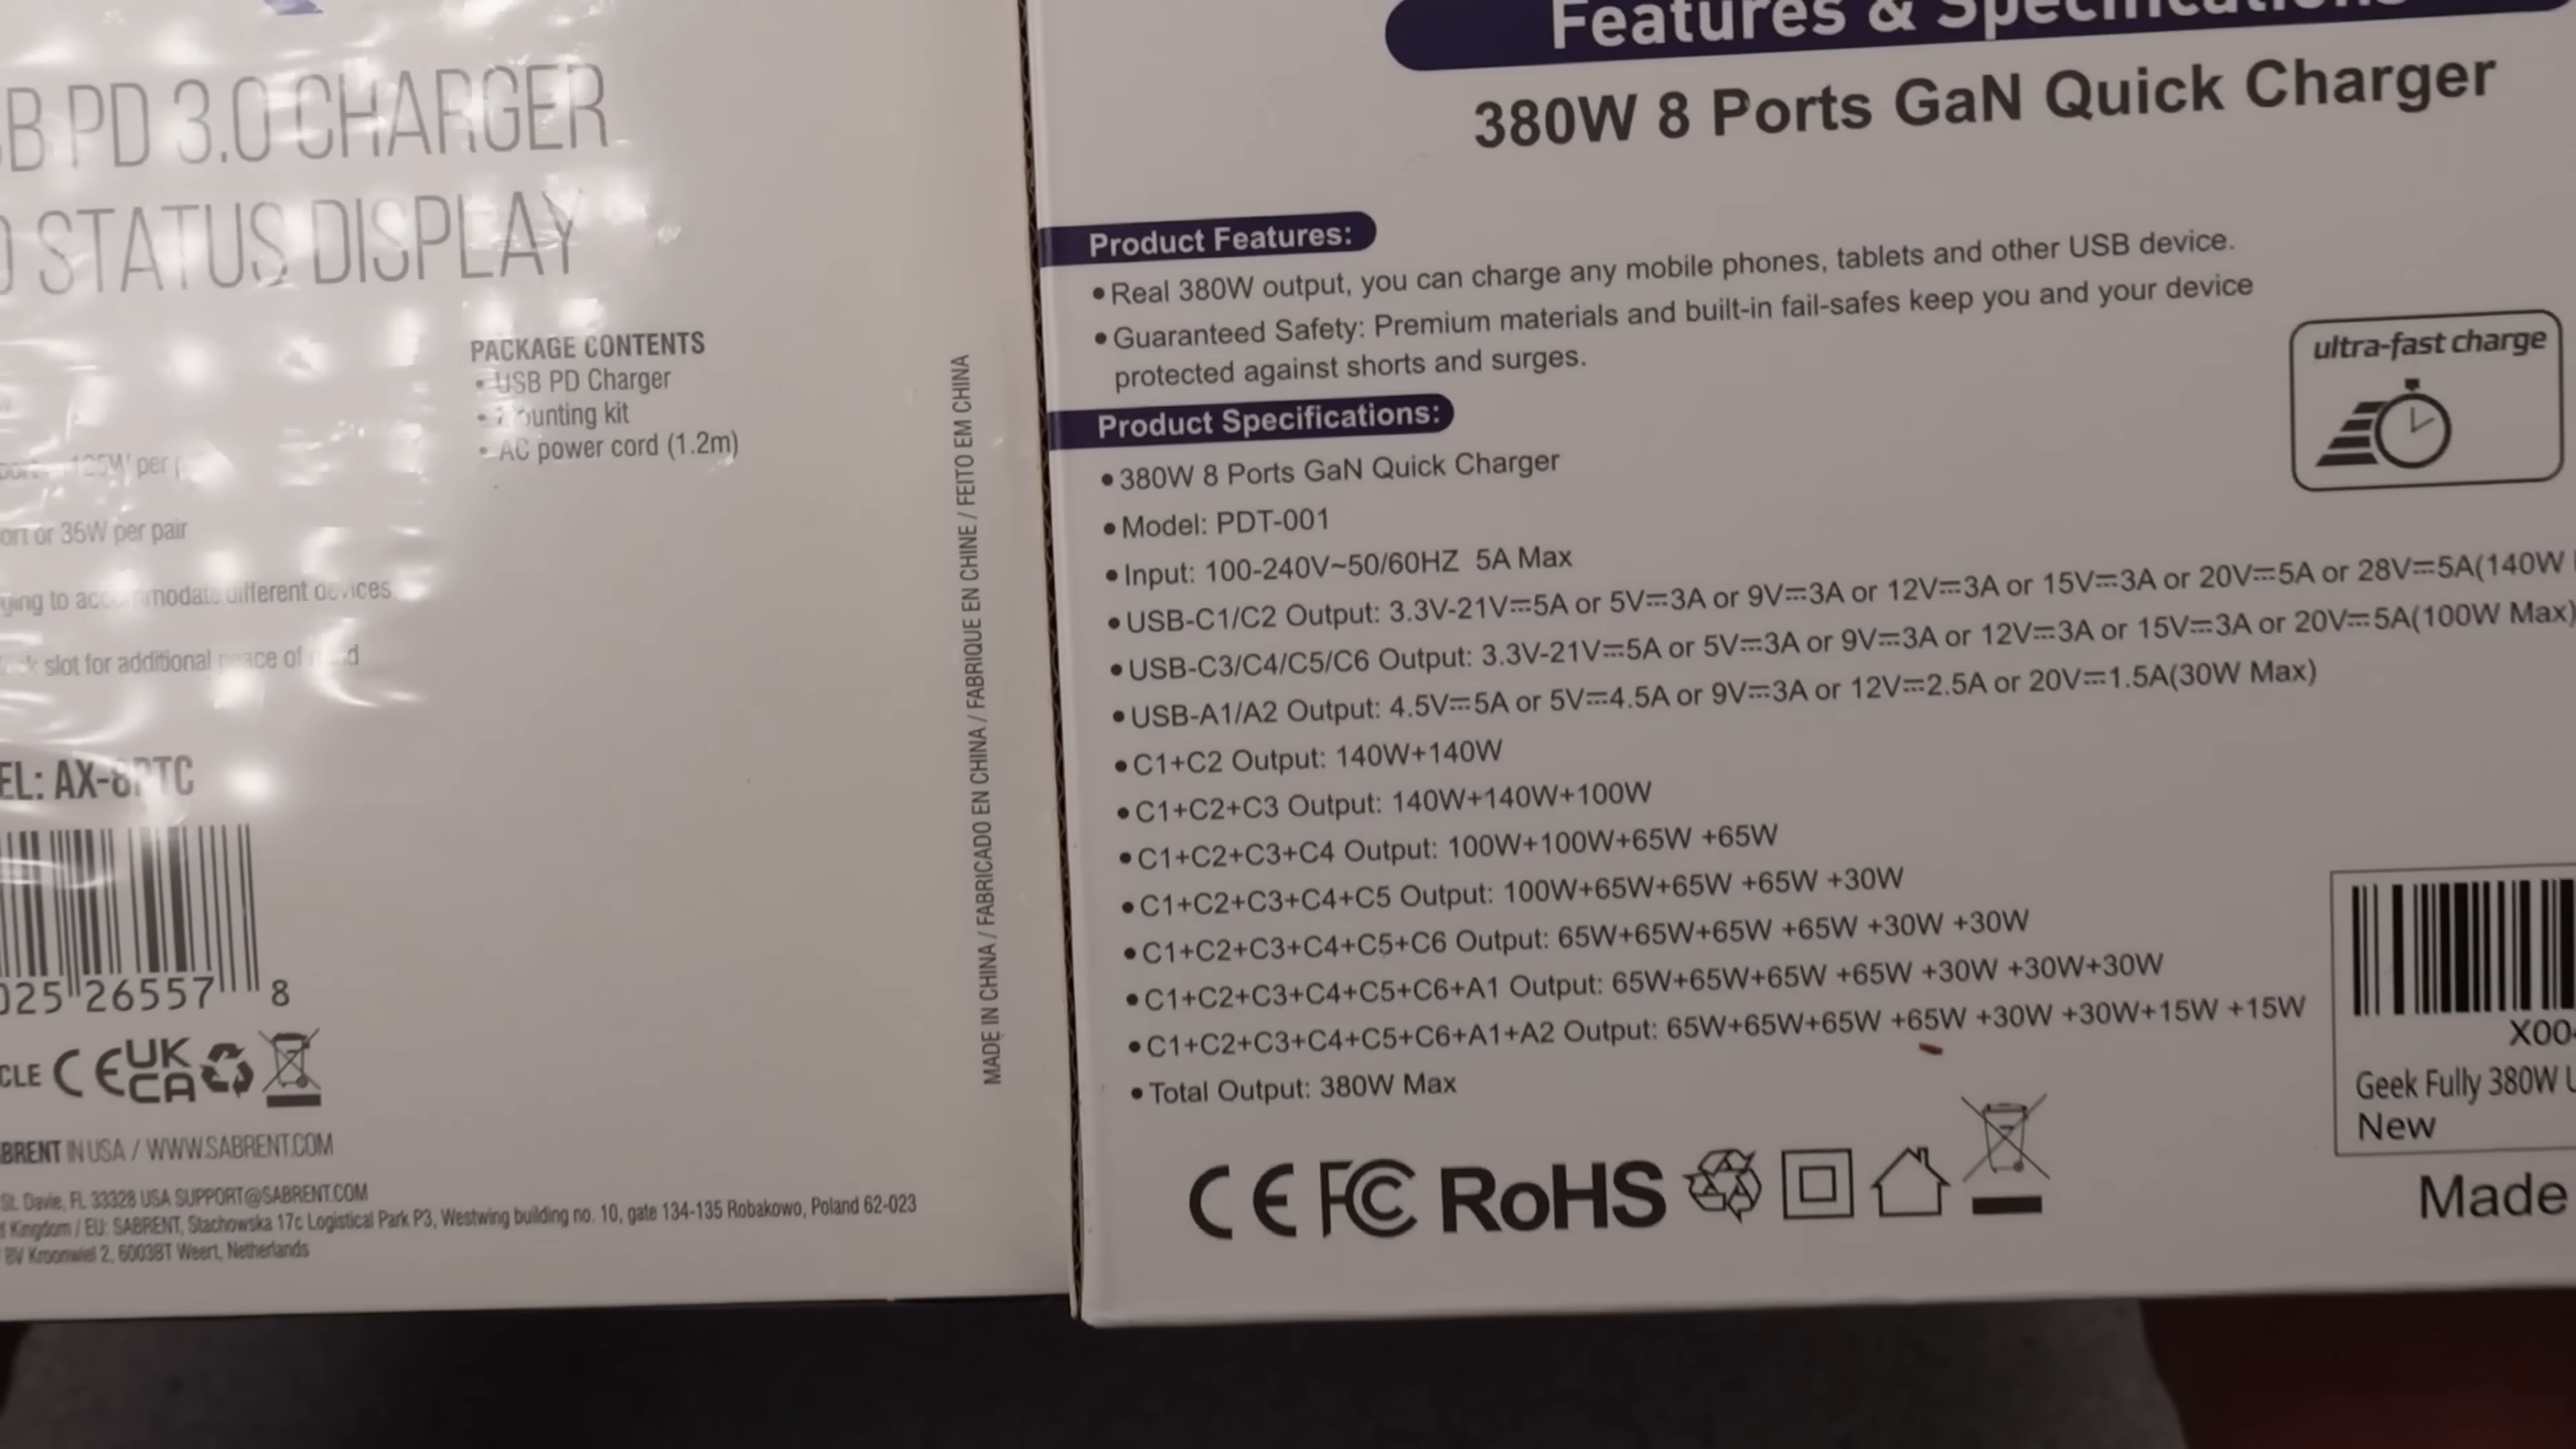 PD 3.0 CHARGER
STATUS DISPLAY
PACKAGE CONTENTS
• USB PD Charger
kit
• AC power cord (1.2m)
125W per
or 36W per pair
to accommodate different devices
slot for additional peace of
AX-8PTC
26557 8
CE UK CA
IN USA / WWW.SABRENT.COM
St. Davie, FL 33328 USA SUPPORT@SABRENT.COM
Kingdom / EU: SABRENT, Stachowska 17c Logistical Park P3, Westwing building no. 10, gate 134-135 Robakowo, Poland 62-023
BV Kroonwiel 2, 6003BT Weert, Netherlands
MADE IN CHINA / FABRICADO EN CHINA / FABRIQUE EN CHINE / FEITO EM CHINA
Features & Specifications
380W 8 Ports GaN Quick Charger
Product Features:
• Real 380W output, you can charge any mobile phones, tablets and other USB device.
• Guaranteed Safety: Premium materials and built-in fail-safes keep you and your device
protected against shorts and surges.
ultra-fast charge
Product Specifications:
• 380W 8 Ports GaN Quick Charger
• Model: PDT-001
• Input: 100-240V~50/60HZ 5A Max
• USB-C1/C2 Output: 3.3V-21V⎓5A or 5V⎓3A or 9V⎓3A or 12V⎓3A or 15V⎓3A or 20V⎓5A or 28V⎓5A(140W
• USB-C3/C4/C5/C6 Output: 3.3V-21V⎓5A or 5V⎓3A or 9V⎓3A or 12V⎓3A or 15V⎓3A or 20V⎓5A(100W Max)
• USB-A1/A2 Output: 4.5V⎓5A or 5V⎓4.5A or 9V⎓3A or 12V⎓2.5A or 20V⎓1.5A(30W Max)
• C1+C2 Output: 140W+140W
• C1+C2+C3 Output: 140W+140W+100W
• C1+C2+C3+C4 Output: 100W+100W+65W +65W
• C1+C2+C3+C4+C5 Output: 100W+65W+65W +65W +30W
• C1+C2+C3+C4+C5+C6 Output: 65W+65W+65W +65W +30W +30W
• C1+C2+C3+C4+C5+C6+A1 Output: 65W+65W+65W +65W +30W +30W+30W
• C1+C2+C3+C4+C5+C6+A1+A2 Output: 65W+65W+65W +65W +30W +30W+15W +15W
• Total Output: 380W Max
CE FC RoHS
X00
Geek Fully 380W
New
Made